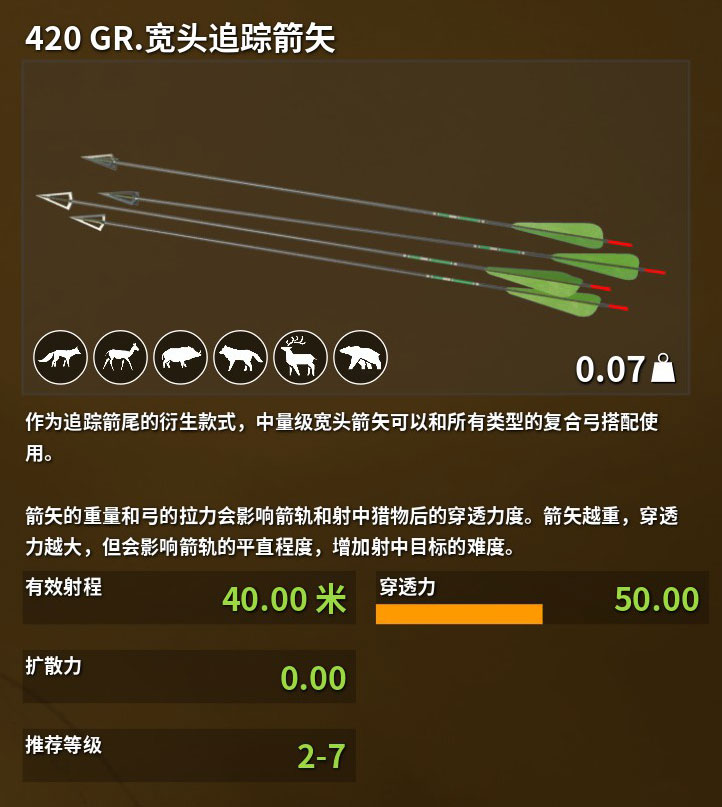 420 GR.宽头追踪箭矢
0.07
作为追踪箭尾的衍生款式，中量级宽头箭矢可以和所有类型的复合弓搭配使
用。
箭矢的重量和弓的拉力会影响箭轨和射中猎物后的穿透力度。箭矢越重，穿透
力越大，但会影响箭轨的平直程度，增加射中目标的难度。
有效射程
40.00 米
穿透力
50.00
扩散力
0.00
推荐等级
2-7